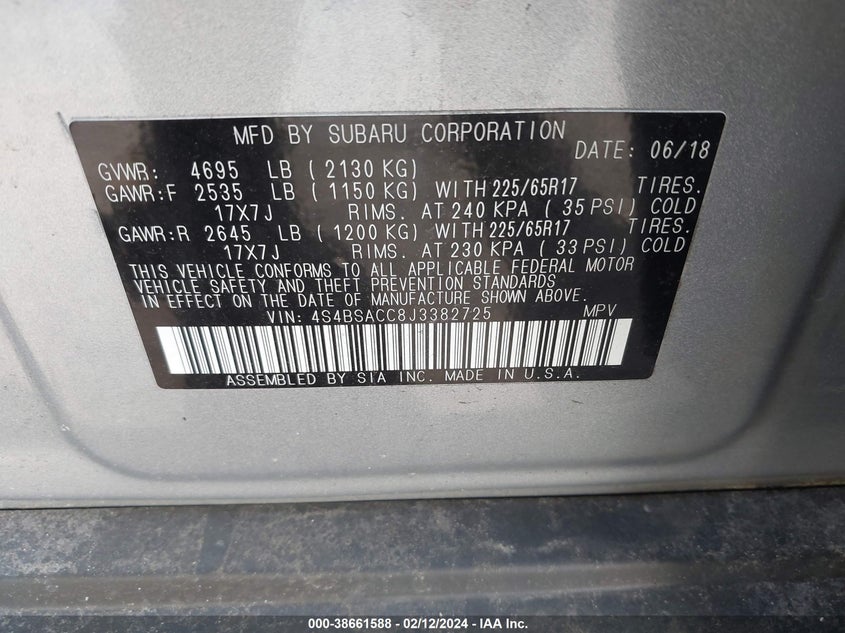 MFD BY SUBARU CORPORATION
DATE: 06/18
GVWR: 4695 LB ( 2130 KG)
GAWR:F 2535 LB ( 1150 KG) WITH 225/65R17 TIRES.
17X7J RIMS. AT 240 KPA ( 35 PSI) COLD
GAWR:R 2645 LB ( 1200 KG) WITH 225/65R17 TIRES.
17X7J RIMS. AT 230 KPA ( 33 PSI) COLD
THIS VEHICLE CONFORMS TO ALL APPLICABLE FEDERAL MOTOR
VEHICLE SAFETY AND THEFT PREVENTION STANDARDS
IN EFFECT ON THE DATE OF MANUFACTURE SHOWN ABOVE.
VIN: 4S4BSACC8J3382725 MPV
ASSEMBLED BY SIA INC. MADE IN U.S.A.
000-38661588 - 02/12/2024 - IAA